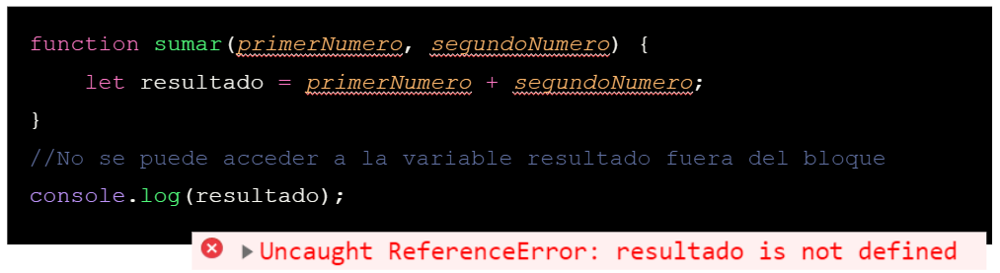 function sumar(primerNumero, segundoNumero) {
    let resultado = primerNumero + segundoNumero;
}
//No se puede acceder a la variable resultado fuera del bloque
console.log(resultado);
Uncaught ReferenceError: resultado is not defined